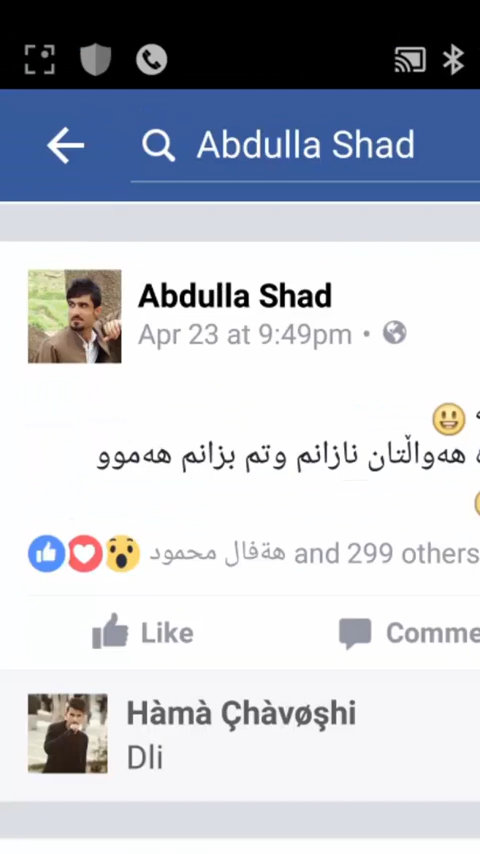 Abdulla Shad
Abdulla Shad
Apr 23 at 9:49pm •
هەواڵتان نازانم وتم بزانم هەموو
هةفال محمود and 299 others
Like
Comme
Hàmà Çhàvøşhi
Dli